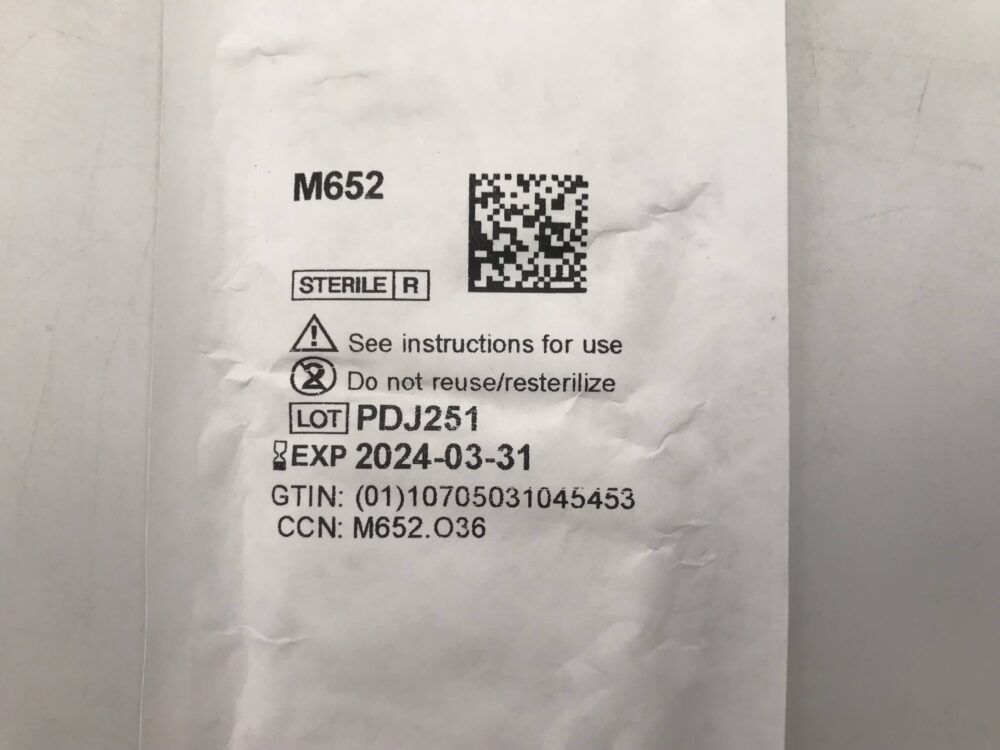 M652
STERILE R
See instructions for use
Do not reuse/resterilize
LOT PDJ251
EXP 2024-03-31
GTIN: (01)10705031045453
CCN: M652.O36